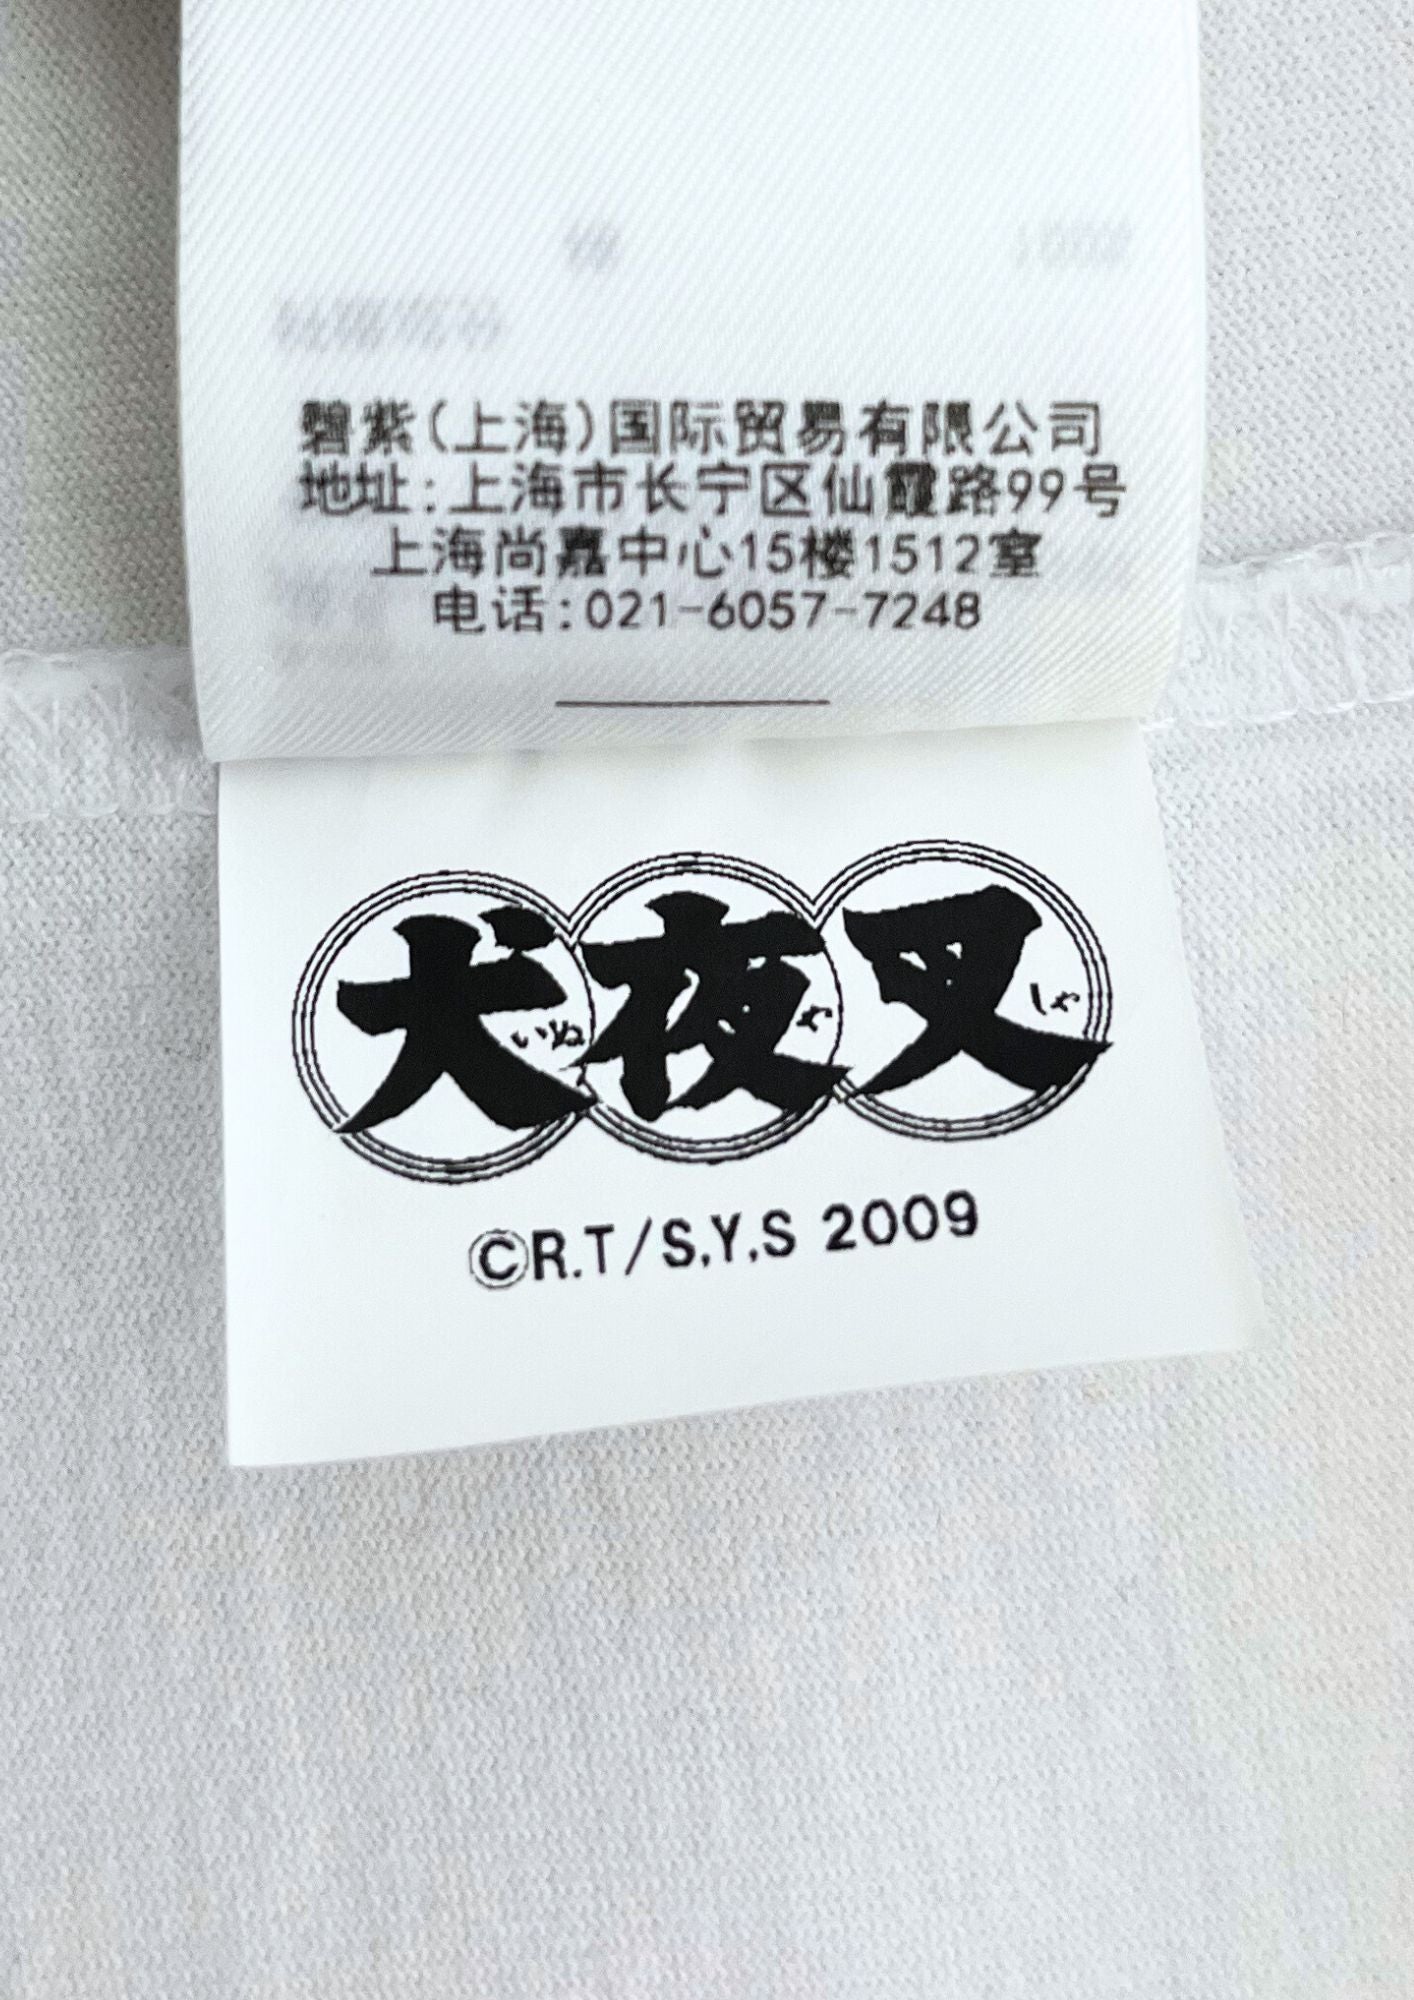 磐紫(上海)国际贸易有限公司
地址:上海市长宁区仙霞路99号
上海尚嘉中心15楼1512室
电话:021-6057-7248
犬夜叉
いぬ や しゃ
©R.T/S,Y,S 2009